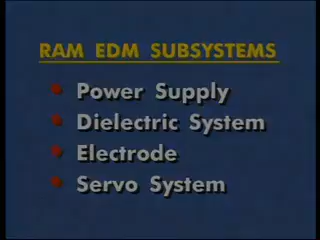 RAM EDM SUBSYSTEMS
• Power Supply
• Dielectric System
• Electrode
• Servo System